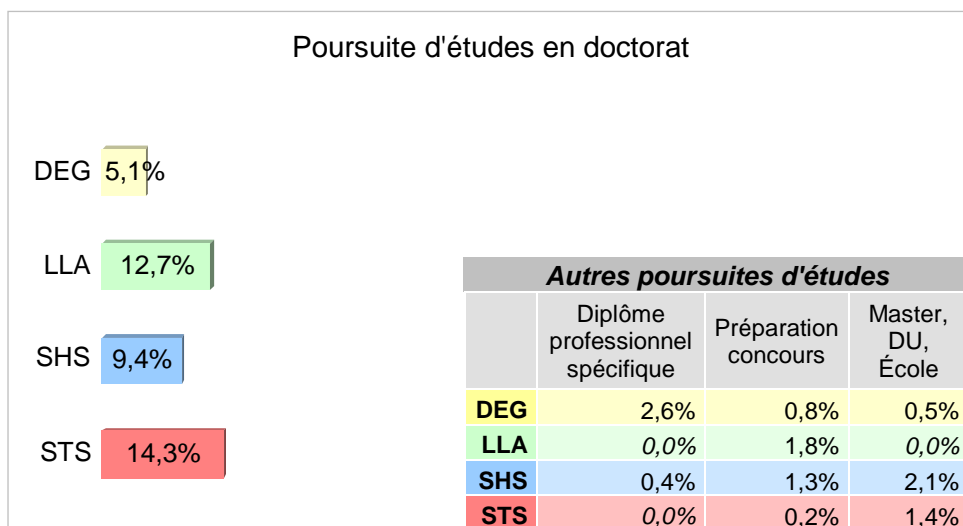 Poursuite d'études en doctorat
DEG 5,1%
LLA 12,7%
SHS 9,4%
STS 14,3%
Autres poursuites d'études
Diplôme professionnel spécifique
Préparation concours
Master, DU, École
DEG 2,6% 0,8% 0,5%
LLA 0,0% 1,8% 0,0%
SHS 0,4% 1,3% 2,1%
STS 0,0% 0,2% 1,4%